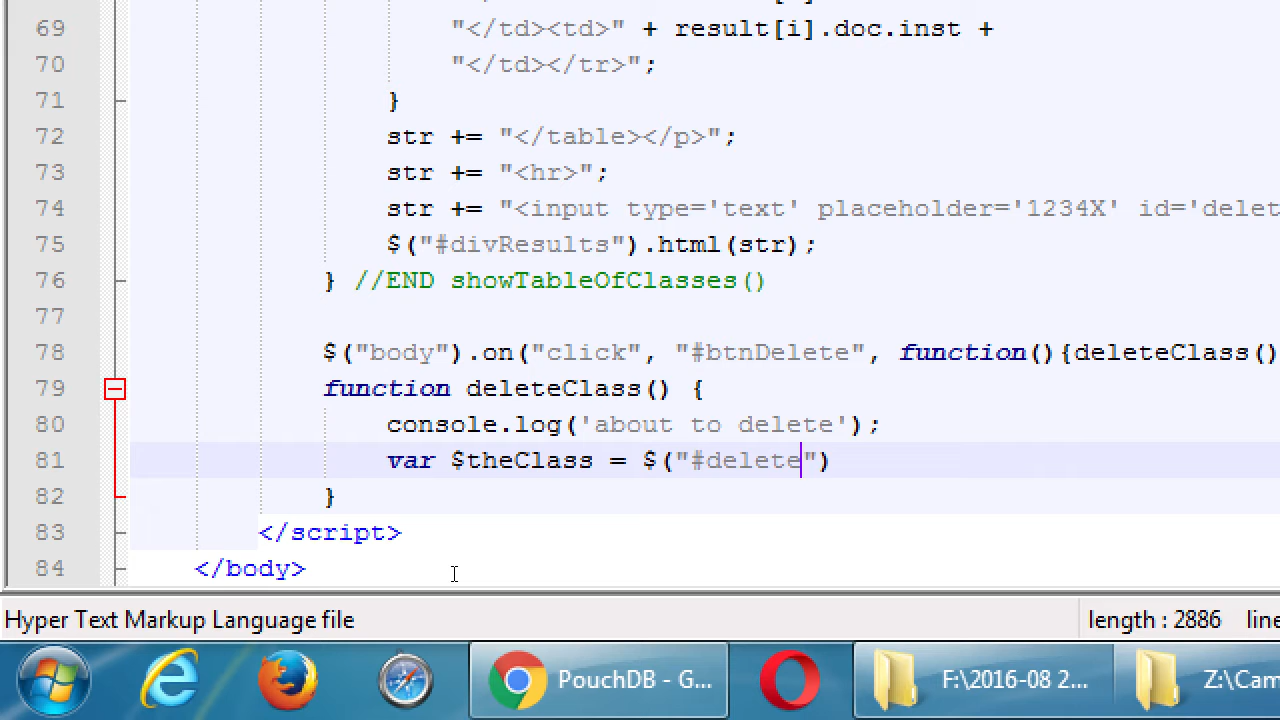 69 "</td><td>" + result[i].doc.inst +
70 "</td></tr>";
71 }
72 str += "</table></p>";
73 str += "<hr>";
74 str += "<input type='text' placeholder='1234X' id='delet
75 $("#divResults").html(str);
76 } //END showTableOfClasses()
77
78 $("body").on("click", "#btnDelete", function(){deleteClass()
79 function deleteClass() {
80 console.log('about to delete');
81 var $theClass = $("#delete")
82 }
83 </script>
84 </body>
Hyper Text Markup Language file length : 2886 line
PouchDB - G... F:\2016-08 2... Z:\Cam